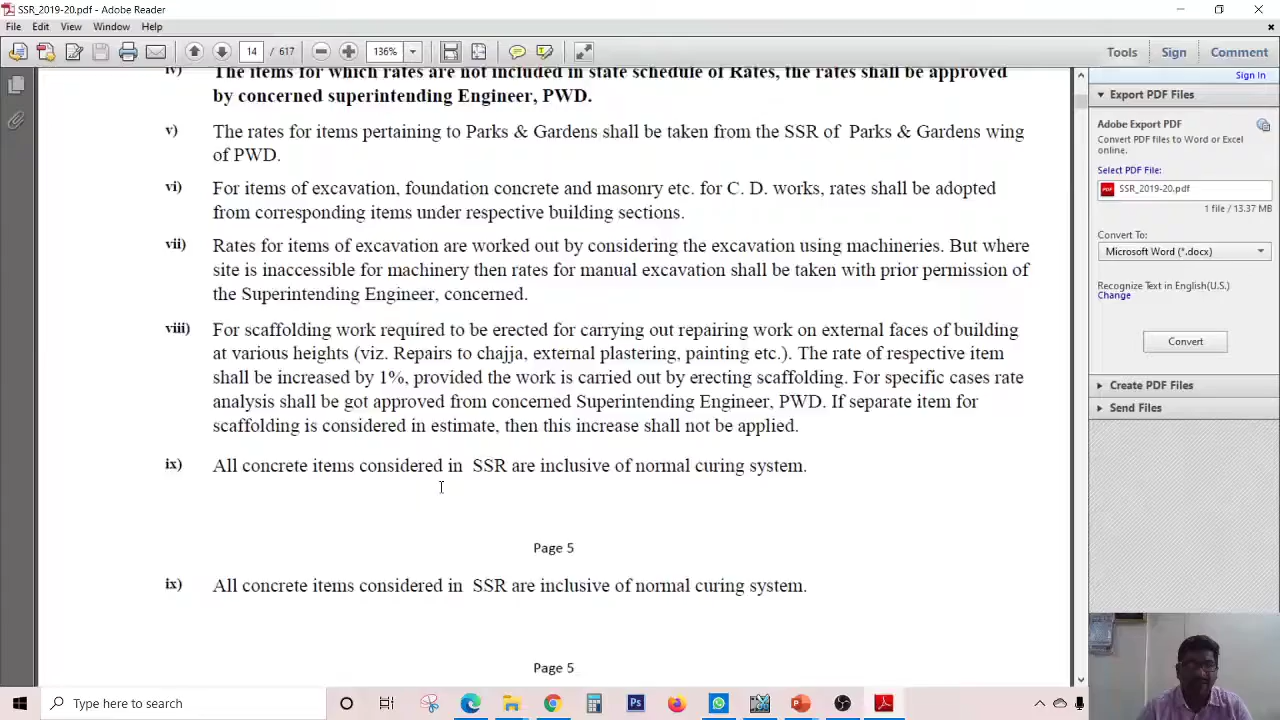 SSR_2019-20.pdf - Adobe Reader
File Edit View Window Help
14 / 617 136% Tools Sign Comment
iv) The items for which rates are not included in state schedule of Rates, the rates shall be approved
by concerned superintending Engineer, PWD.
v) The rates for items pertaining to Parks & Gardens shall be taken from the SSR of Parks & Gardens wing
of PWD.
vi) For items of excavation, foundation concrete and masonry etc. for C. D. works, rates shall be adopted
from corresponding items under respective building sections.
vii) Rates for items of excavation are worked out by considering the excavation using machineries. But where
site is inaccessible for machinery then rates for manual excavation shall be taken with prior permission of
the Superintending Engineer, concerned.
viii) For scaffolding work required to be erected for carrying out repairing work on external faces of building
at various heights (viz. Repairs to chajja, external plastering, painting etc.). The rate of respective item
shall be increased by 1%, provided the work is carried out by erecting scaffolding. For specific cases rate
analysis shall be got approved from concerned Superintending Engineer, PWD. If separate item for
scaffolding is considered in estimate, then this increase shall not be applied.
ix) All concrete items considered in SSR are inclusive of normal curing system.
Page 5
ix) All concrete items considered in SSR are inclusive of normal curing system.
Page 5
Sign In
Export PDF Files
Adobe Export PDF
Convert PDF files to Word or Excel
online.
Select PDF File:
SSR_2019-20.pdf
1 file / 13.37 MB
Convert To:
Microsoft Word (*.docx)
Recognize Text in English(U.S.)
Change
Convert
Create PDF Files
Send Files
Type here to search